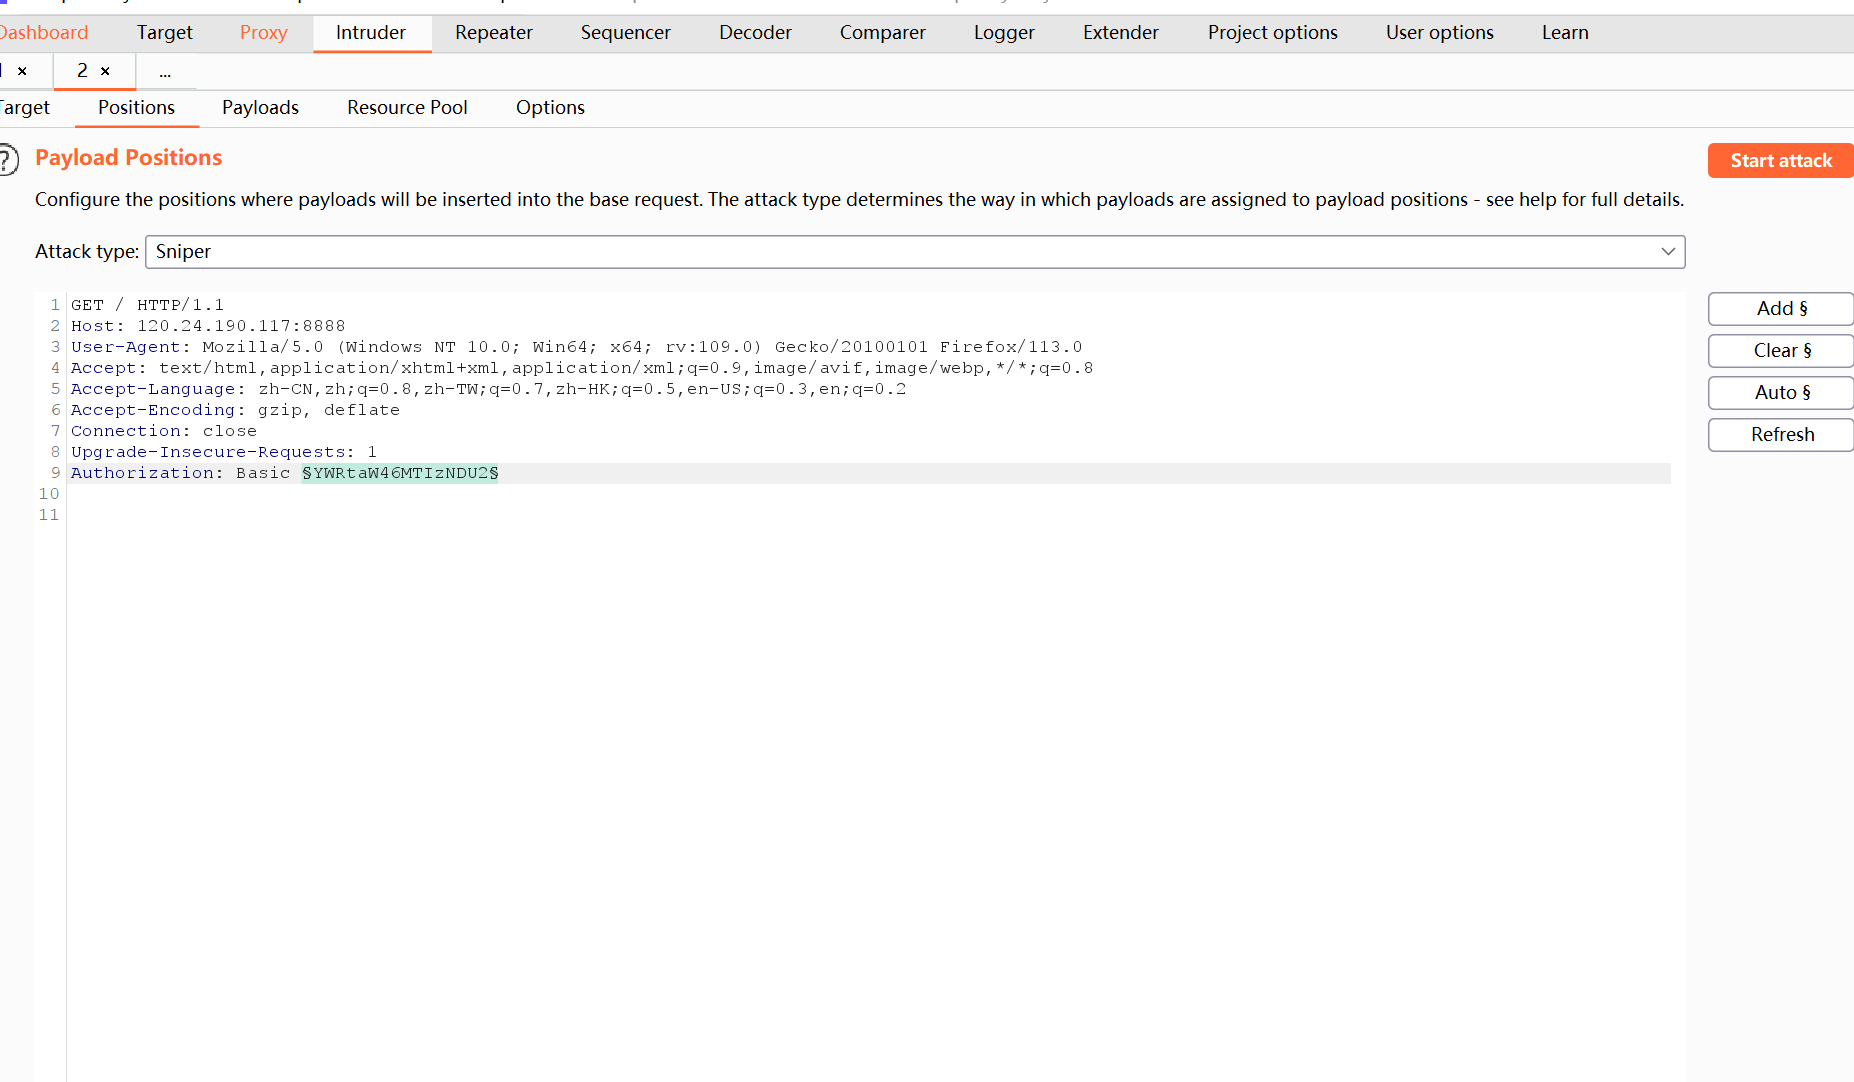 Dashboard Target Proxy Intruder Repeater Sequencer Decoder Comparer Logger Extender Project options User options Learn
× 2 × ...
Target Positions Payloads Resource Pool Options
? Payload Positions
Start attack
Configure the positions where payloads will be inserted into the base request. The attack type determines the way in which payloads are assigned to payload positions - see help for full details.
Attack type: Sniper
1 GET / HTTP/1.1
2 Host: 120.24.190.117:8888
3 User-Agent: Mozilla/5.0 (Windows NT 10.0; Win64; x64; rv:109.0) Gecko/20100101 Firefox/113.0
4 Accept: text/html,application/xhtml+xml,application/xml;q=0.9,image/avif,image/webp,*/*;q=0.8
5 Accept-Language: zh-CN,zh;q=0.8,zh-TW;q=0.7,zh-HK;q=0.5,en-US;q=0.3,en;q=0.2
6 Accept-Encoding: gzip, deflate
7 Connection: close
8 Upgrade-Insecure-Requests: 1
9 Authorization: Basic §YWRtaW46MTIzNDU2§
10
11
Add §
Clear §
Auto §
Refresh